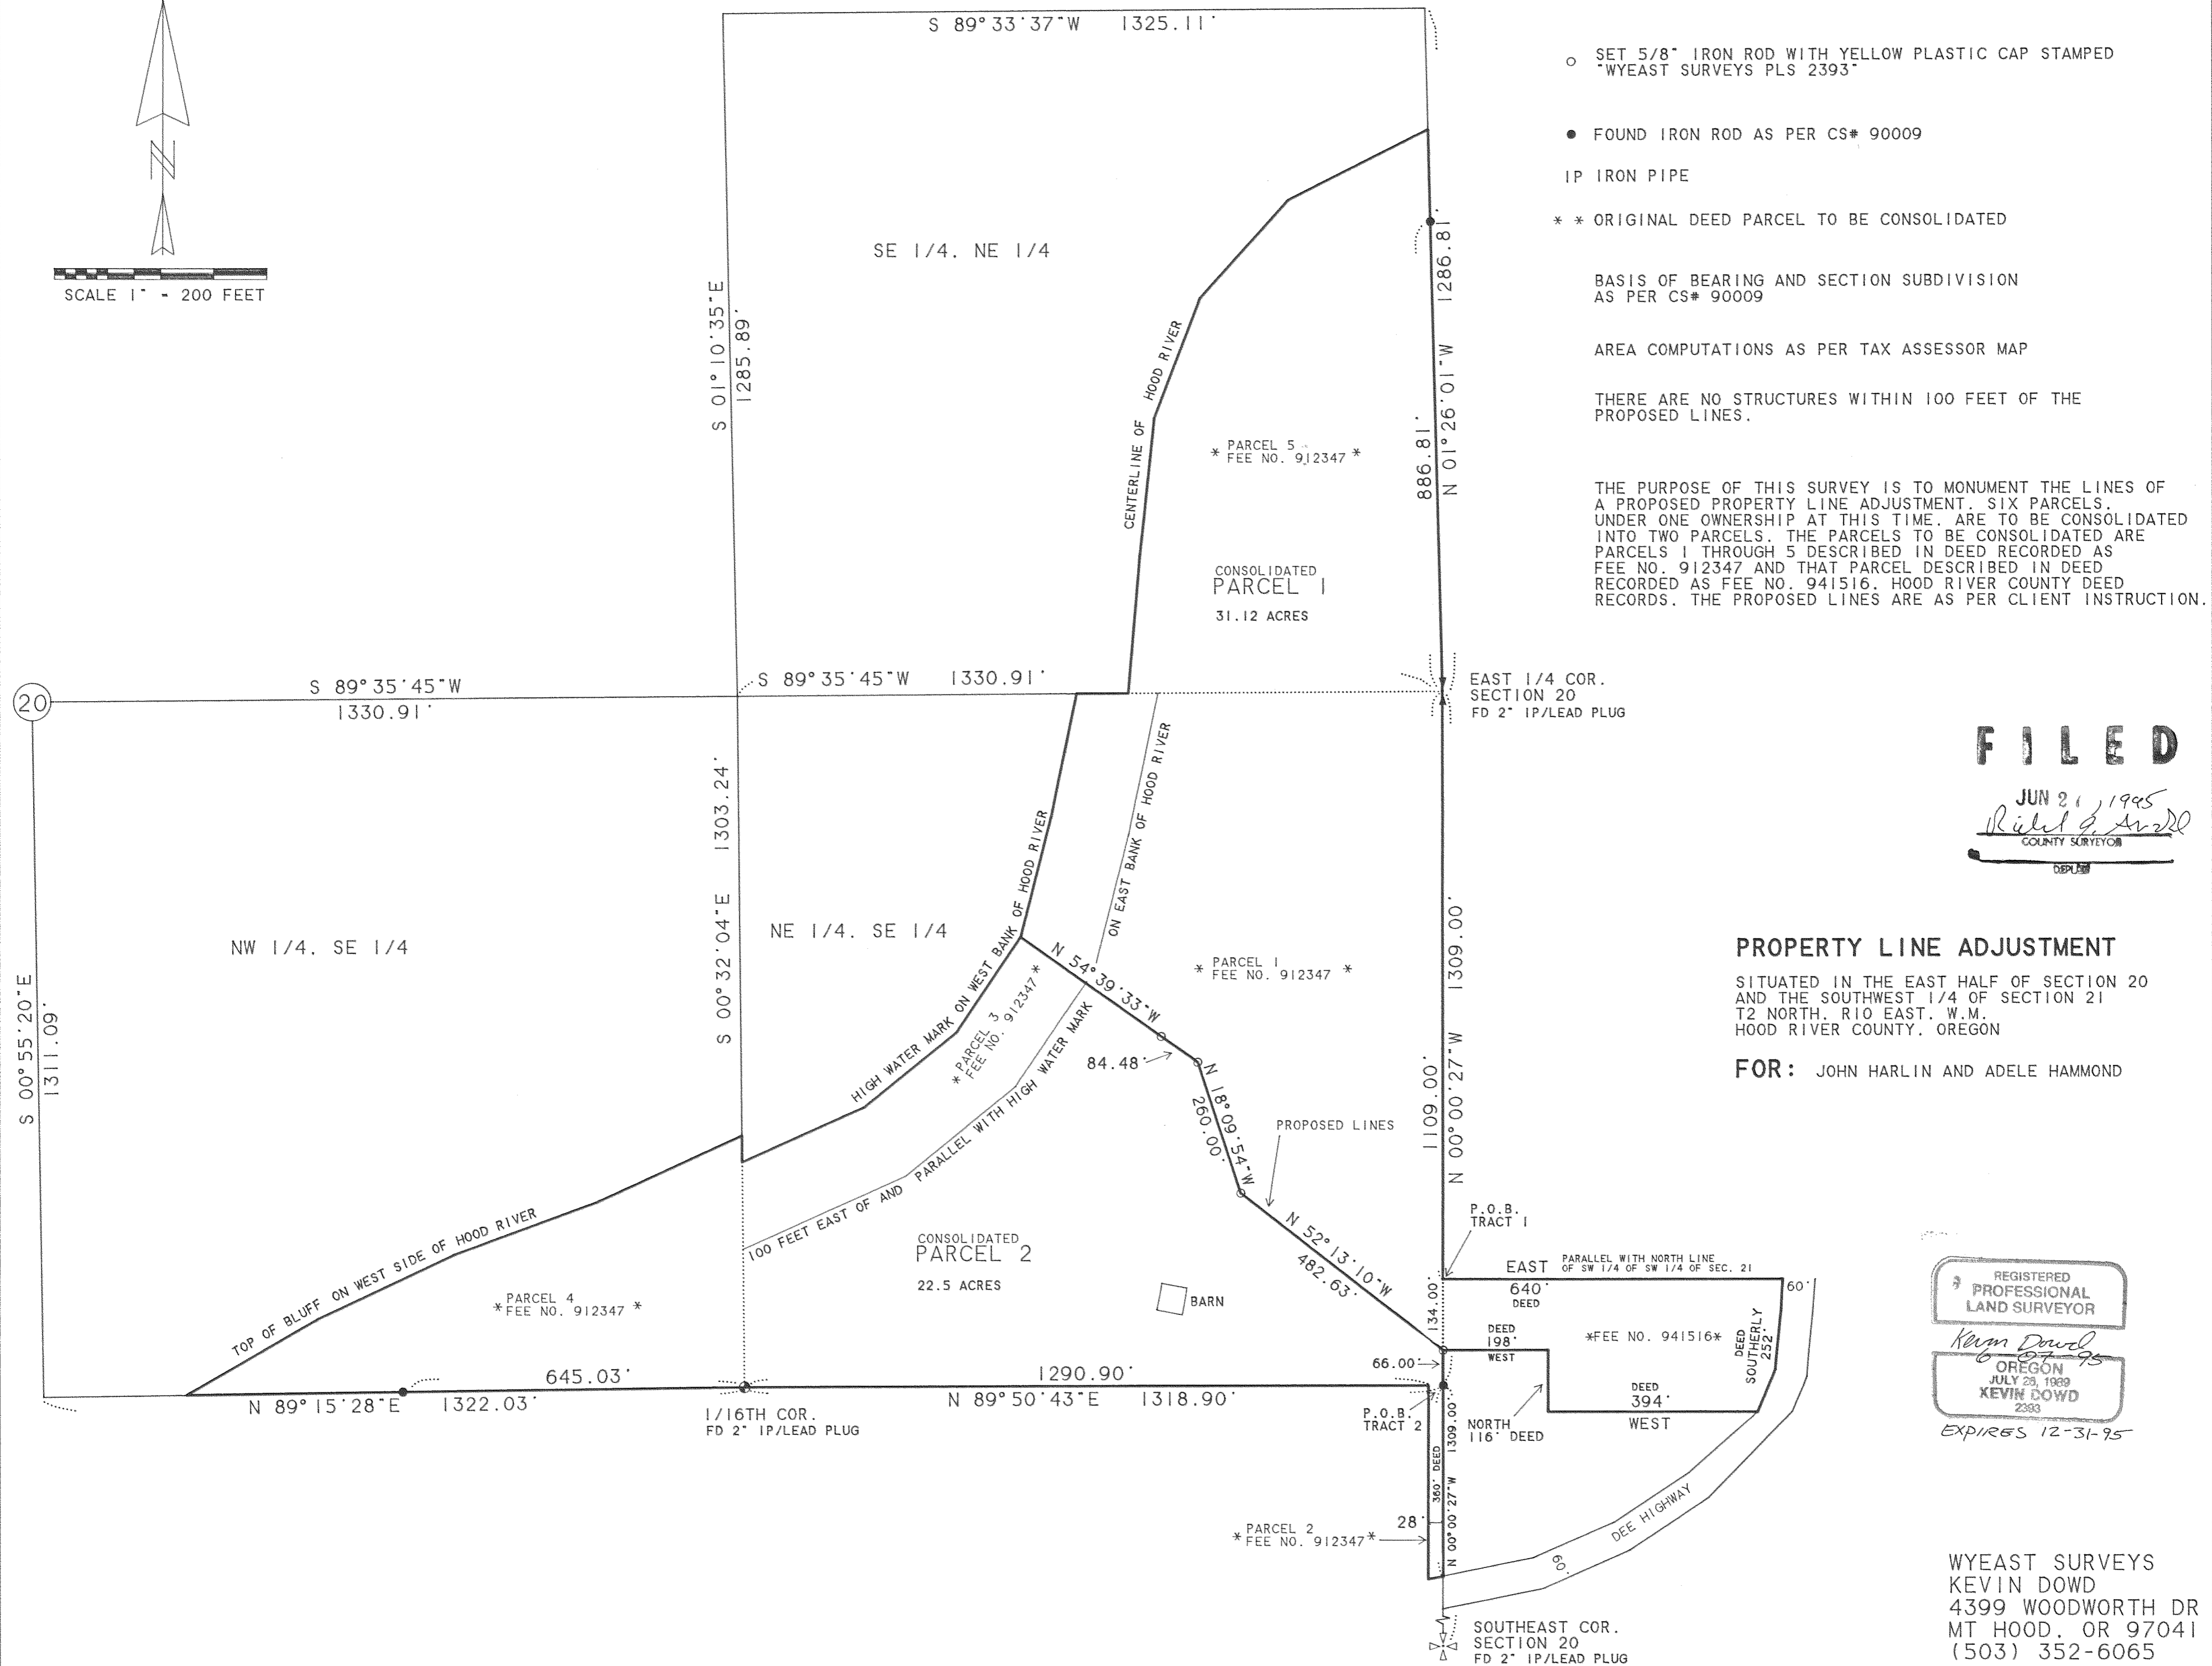 S 89°33'37"W 1325.11'
N
SCALE 1" = 200 FEET
SE 1/4. NE 1/4
S 01°10'35"E
1285.89'
CENTERLINE OF HOOD RIVER
1286.81'
886.81'
N 01°26'01"W
* PARCEL 5 *
FEE NO. 912347
CONSOLIDATED
PARCEL 1
31.12 ACRES
○ SET 5/8" IRON ROD WITH YELLOW PLASTIC CAP STAMPED
"WYEAST SURVEYS PLS 2393"
● FOUND IRON ROD AS PER CS# 90009
IP IRON PIPE
* * ORIGINAL DEED PARCEL TO BE CONSOLIDATED
BASIS OF BEARING AND SECTION SUBDIVISION
AS PER CS# 90009
AREA COMPUTATIONS AS PER TAX ASSESSOR MAP
THERE ARE NO STRUCTURES WITHIN 100 FEET OF THE
PROPOSED LINES.
THE PURPOSE OF THIS SURVEY IS TO MONUMENT THE LINES OF
A PROPOSED PROPERTY LINE ADJUSTMENT. SIX PARCELS.
UNDER ONE OWNERSHIP AT THIS TIME. ARE TO BE CONSOLIDATED
INTO TWO PARCELS. THE PARCELS TO BE CONSOLIDATED ARE
PARCELS 1 THROUGH 5 DESCRIBED IN DEED RECORDED AS
FEE NO. 912347 AND THAT PARCEL DESCRIBED IN DEED
RECORDED AS FEE NO. 941516. HOOD RIVER COUNTY DEED
RECORDS. THE PROPOSED LINES ARE AS PER CLIENT INSTRUCTION.
20
S 89°35'45"W
1330.91'
S 89°35'45"W 1330.91'
EAST 1/4 COR.
SECTION 20
FD 2" IP/LEAD PLUG
FILED
JUN 2 , 1995
COUNTY SURVEYOR
DEPUTY
1303.24'
S 00°32'04"E
NW 1/4. SE 1/4
NE 1/4. SE 1/4
S 00°55'20"E
1311.09'
HIGH WATER MARK ON WEST BANK OF HOOD RIVER
ON EAST BANK OF HOOD RIVER
* PARCEL 3 *
FEE NO. 912347
N 54°39'33"W
84.48'
* PARCEL 1 *
FEE NO. 912347
1309.00'
1109.00'
N 00°00'27"W
N 18°09'54"W
260.00'
PROPOSED LINES
PROPERTY LINE ADJUSTMENT
SITUATED IN THE EAST HALF OF SECTION 20
AND THE SOUTHWEST 1/4 OF SECTION 21
T2 NORTH. R10 EAST. W.M.
HOOD RIVER COUNTY. OREGON
FOR: JOHN HARLIN AND ADELE HAMMOND
100 FEET EAST OF AND PARALLEL WITH HIGH WATER MARK
TOP OF BLUFF ON WEST SIDE OF HOOD RIVER
* PARCEL 4 *
FEE NO. 912347
CONSOLIDATED
PARCEL 2
22.5 ACRES
BARN
N 52°13'10"W
482.63'
P.O.B.
TRACT 1
EAST PARALLEL WITH NORTH LINE
OF SW 1/4 OF SW 1/4 OF SEC. 21
640'
DEED
60'
134.00'
DEED
198'
WEST
*FEE NO. 941516*
DEED
SOUTHERLY
252'
66.00'
DEED
394'
WEST
NORTH
116' DEED
P.O.B.
TRACT 2
645.03'
N 89°15'28"E 1322.03'
1/16TH COR.
FD 2" IP/LEAD PLUG
1290.90'
N 89°50'43"E 1318.90'
360' DEED
1309.00'
N 00°00'27"W
28'
* PARCEL 2
FEE NO. 912347*
DEE HIGHWAY
60'
SOUTHEAST COR.
SECTION 20
FD 2" IP/LEAD PLUG
REGISTERED
PROFESSIONAL
LAND SURVEYOR
Kevin Dowd
6-07-95
OREGON
JULY 26, 1989
KEVIN DOWD
2393
EXPIRES 12-31-95
WYEAST SURVEYS
KEVIN DOWD
4399 WOODWORTH DR
MT HOOD. OR 97041
(503) 352-6065